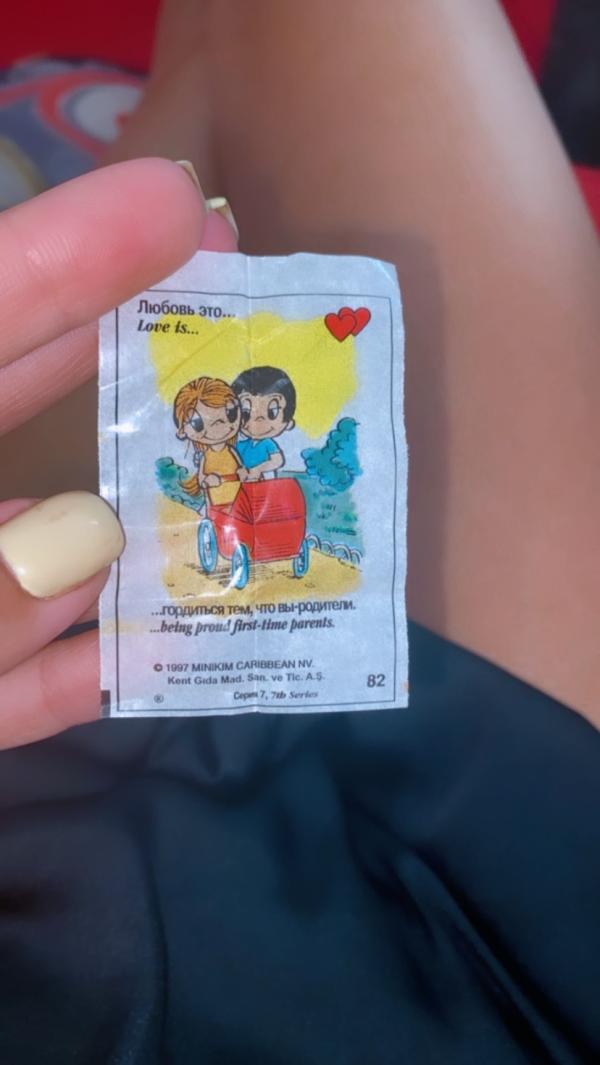 Любовь это...
Love is...
...гордиться тем, что вы-родители.
...being proud first-time parents.
© 1997 MINIKIM CARIBBEAN NV.
Kent Gıda Mad. San. ve Tic. A.Ş.
82
® Серия 7, 7th Series